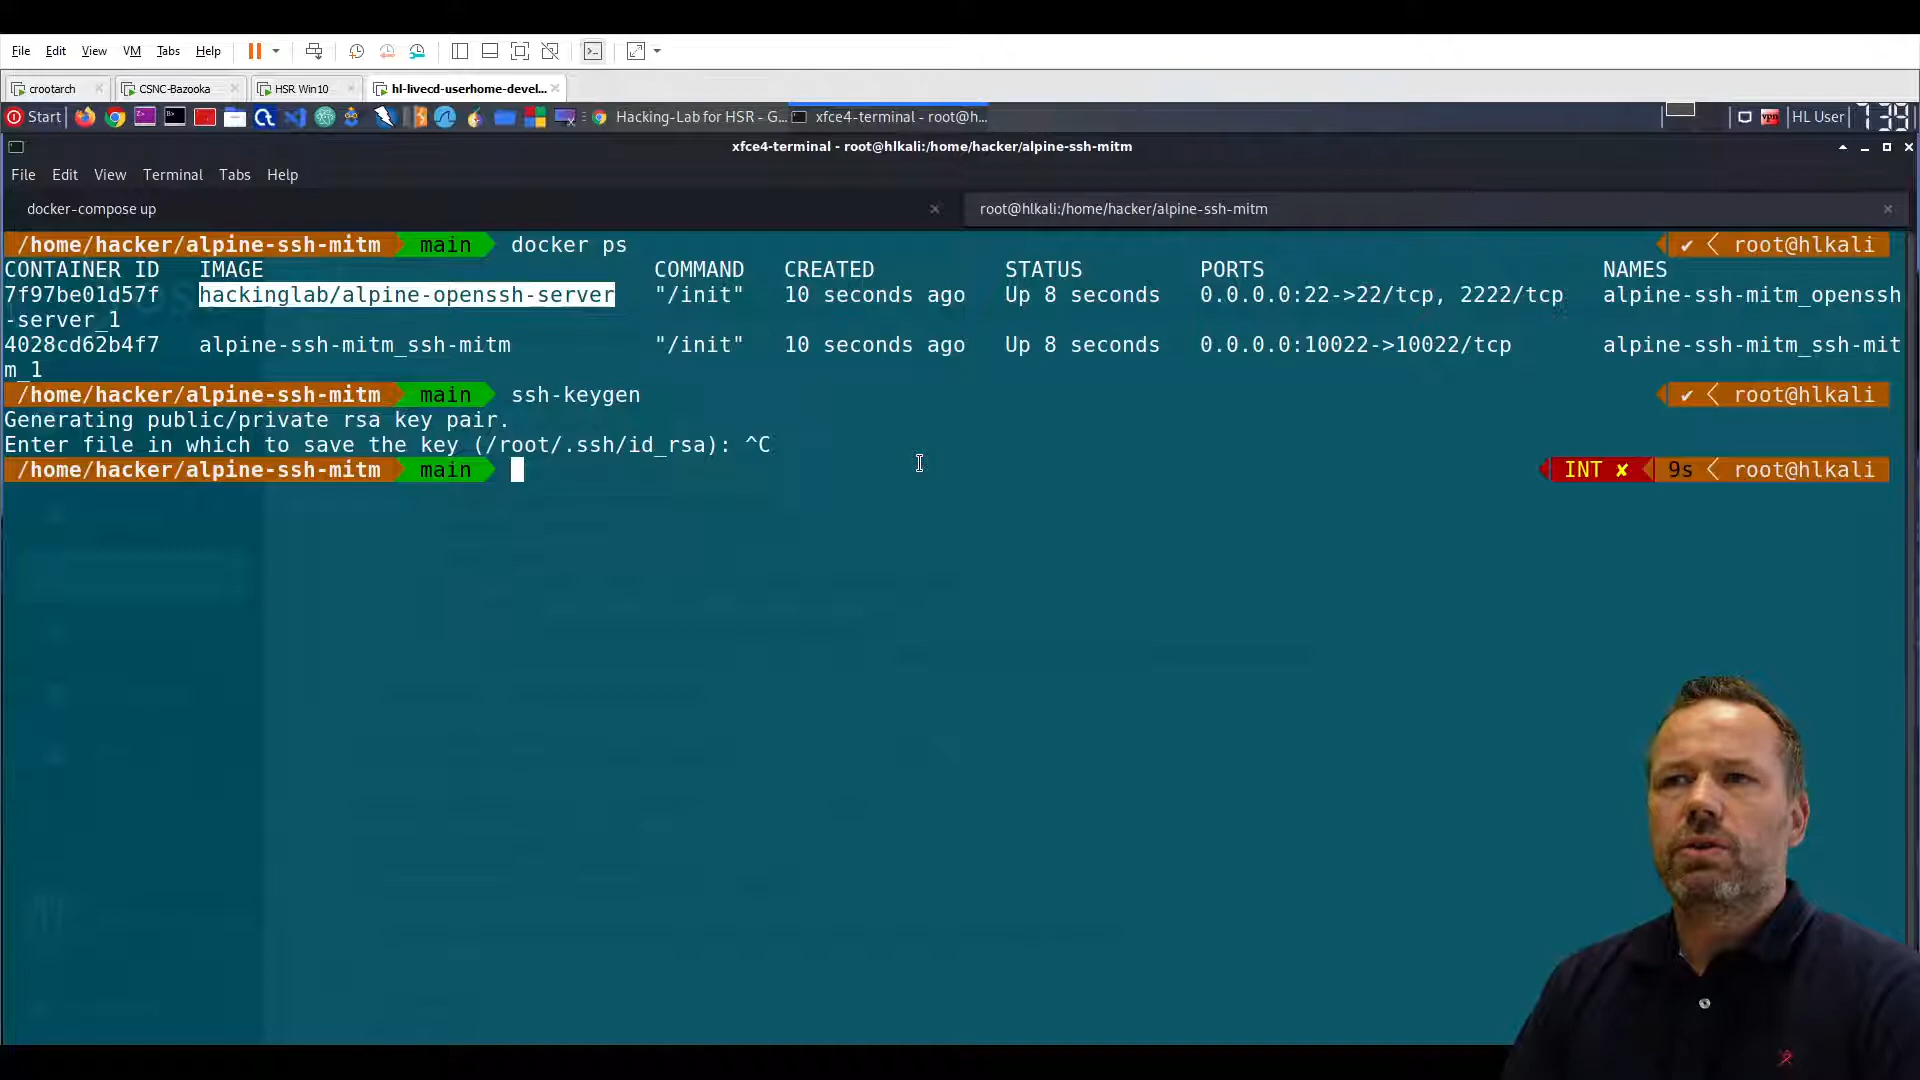 File Edit View VM Tabs Help
crootarch CSNC-Bazooka HSR Win10 hl-livecd-userhome-devel...
Start Hacking-Lab for HSR - G... xfce4-terminal - root@h... vpn HL User 7:39
xfce4-terminal - root@hlkali:/home/hacker/alpine-ssh-mitm
File Edit View Terminal Tabs Help
docker-compose up root@hlkali:/home/hacker/alpine-ssh-mitm
/home/hacker/alpine-ssh-mitm main docker ps ✔ root@hlkali
CONTAINER ID IMAGE COMMAND CREATED STATUS PORTS NAMES
7f97be01d57f hackinglab/alpine-openssh-server "/init" 10 seconds ago Up 8 seconds 0.0.0.0:22->22/tcp, 2222/tcp alpine-ssh-mitm_openssh
-server_1
4028cd62b4f7 alpine-ssh-mitm_ssh-mitm "/init" 10 seconds ago Up 8 seconds 0.0.0.0:10022->10022/tcp alpine-ssh-mitm_ssh-mit
m_1
/home/hacker/alpine-ssh-mitm main ssh-keygen ✔ root@hlkali
Generating public/private rsa key pair.
Enter file in which to save the key (/root/.ssh/id_rsa): ^C
/home/hacker/alpine-ssh-mitm main INT ✘ 9s root@hlkali